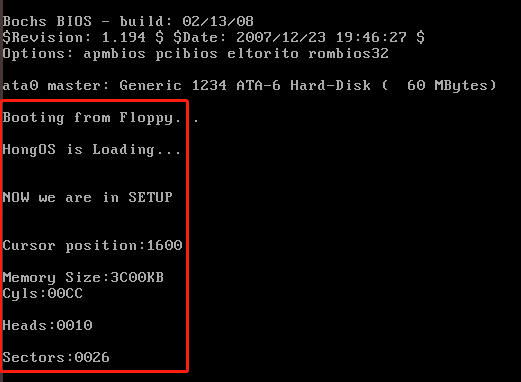 Bochs BIOS - build: 02/13/08
$Revision: 1.194 $ $Date: 2007/12/23 19:46:27 $
Options: apmbios pcibios eltorito rombios32
ata0 master: Generic 1234 ATA-6 Hard-Disk (  60 MBytes)
Booting from Floppy...
HongOS is Loading...
NOW we are in SETUP
Cursor position:1600
Memory Size:3C00KB
Cyls:00CC
Heads:0010
Sectors:0026